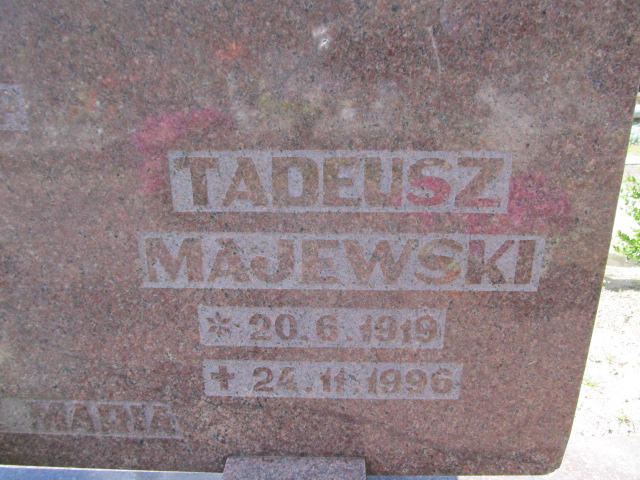 TADEUSZ
MAJEWSKI
* 20.6.1919
✝ 24.11.1996
MARIA